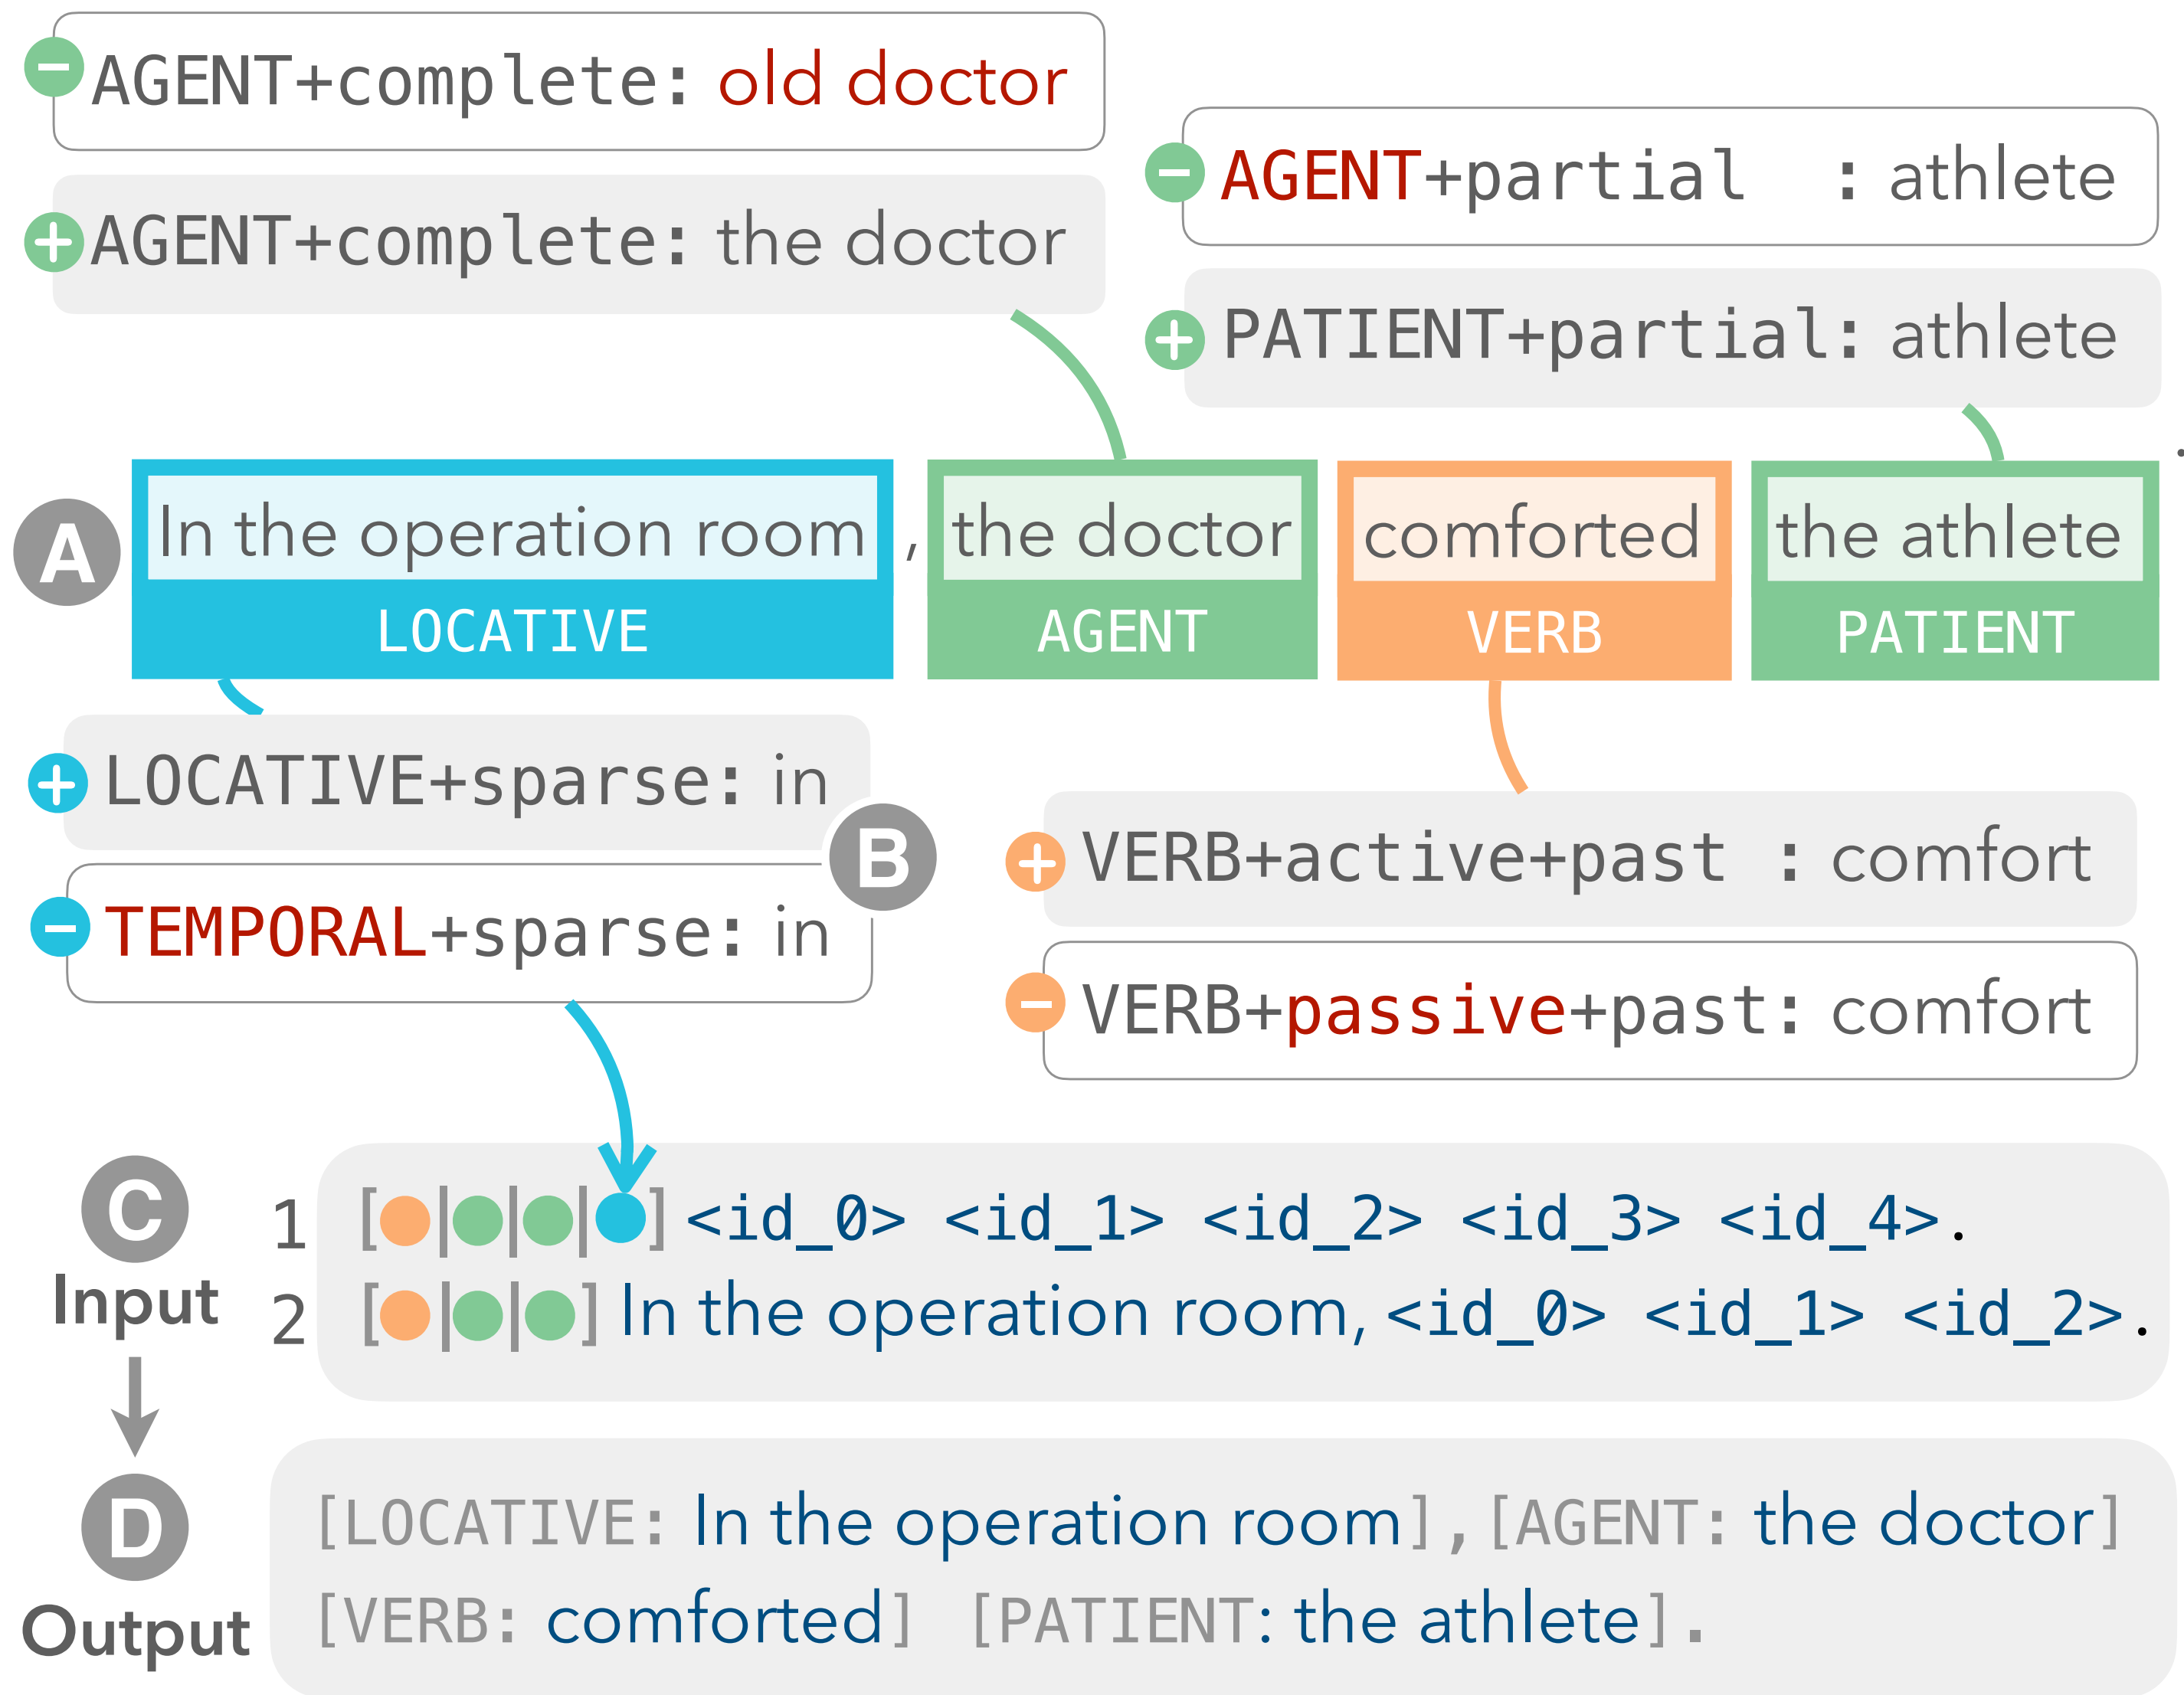 AGENT+complete: old doctor
AGENT+complete: the doctor
AGENT+partial : athlete
PATIENT+partial: athlete
A
In the operation room, the doctor comforted the athlete.
LOCATIVE AGENT VERB PATIENT
LOCATIVE+sparse: in
B
TEMPORAL+sparse: in
VERB+active+past : comfort
VERB+passive+past: comfort
C
Input
1 [ | | | ] <id_0> <id_1> <id_2> <id_3> <id_4>.
2 [ | | ] In the operation room, <id_0> <id_1> <id_2>.
D
Output
[LOCATIVE: In the operation room],[AGENT: the doctor]
[VERB: comforted] [PATIENT: the athlete].